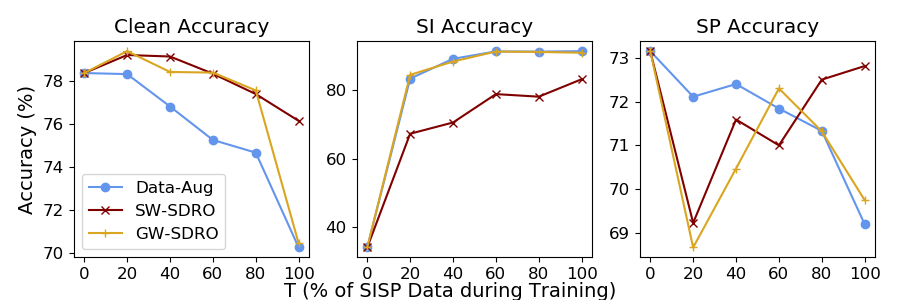 Clean Accuracy
SI Accuracy
SP Accuracy
Accuracy (%)
78
76
74
72
70
Data-Aug
SW-SDRO
GW-SDRO
0 20 40 60 80 100
80
60
40
0 20 40 60 80 100
73
72
71
70
69
0 20 40 60 80 100
T (% of SISP Data during Training)